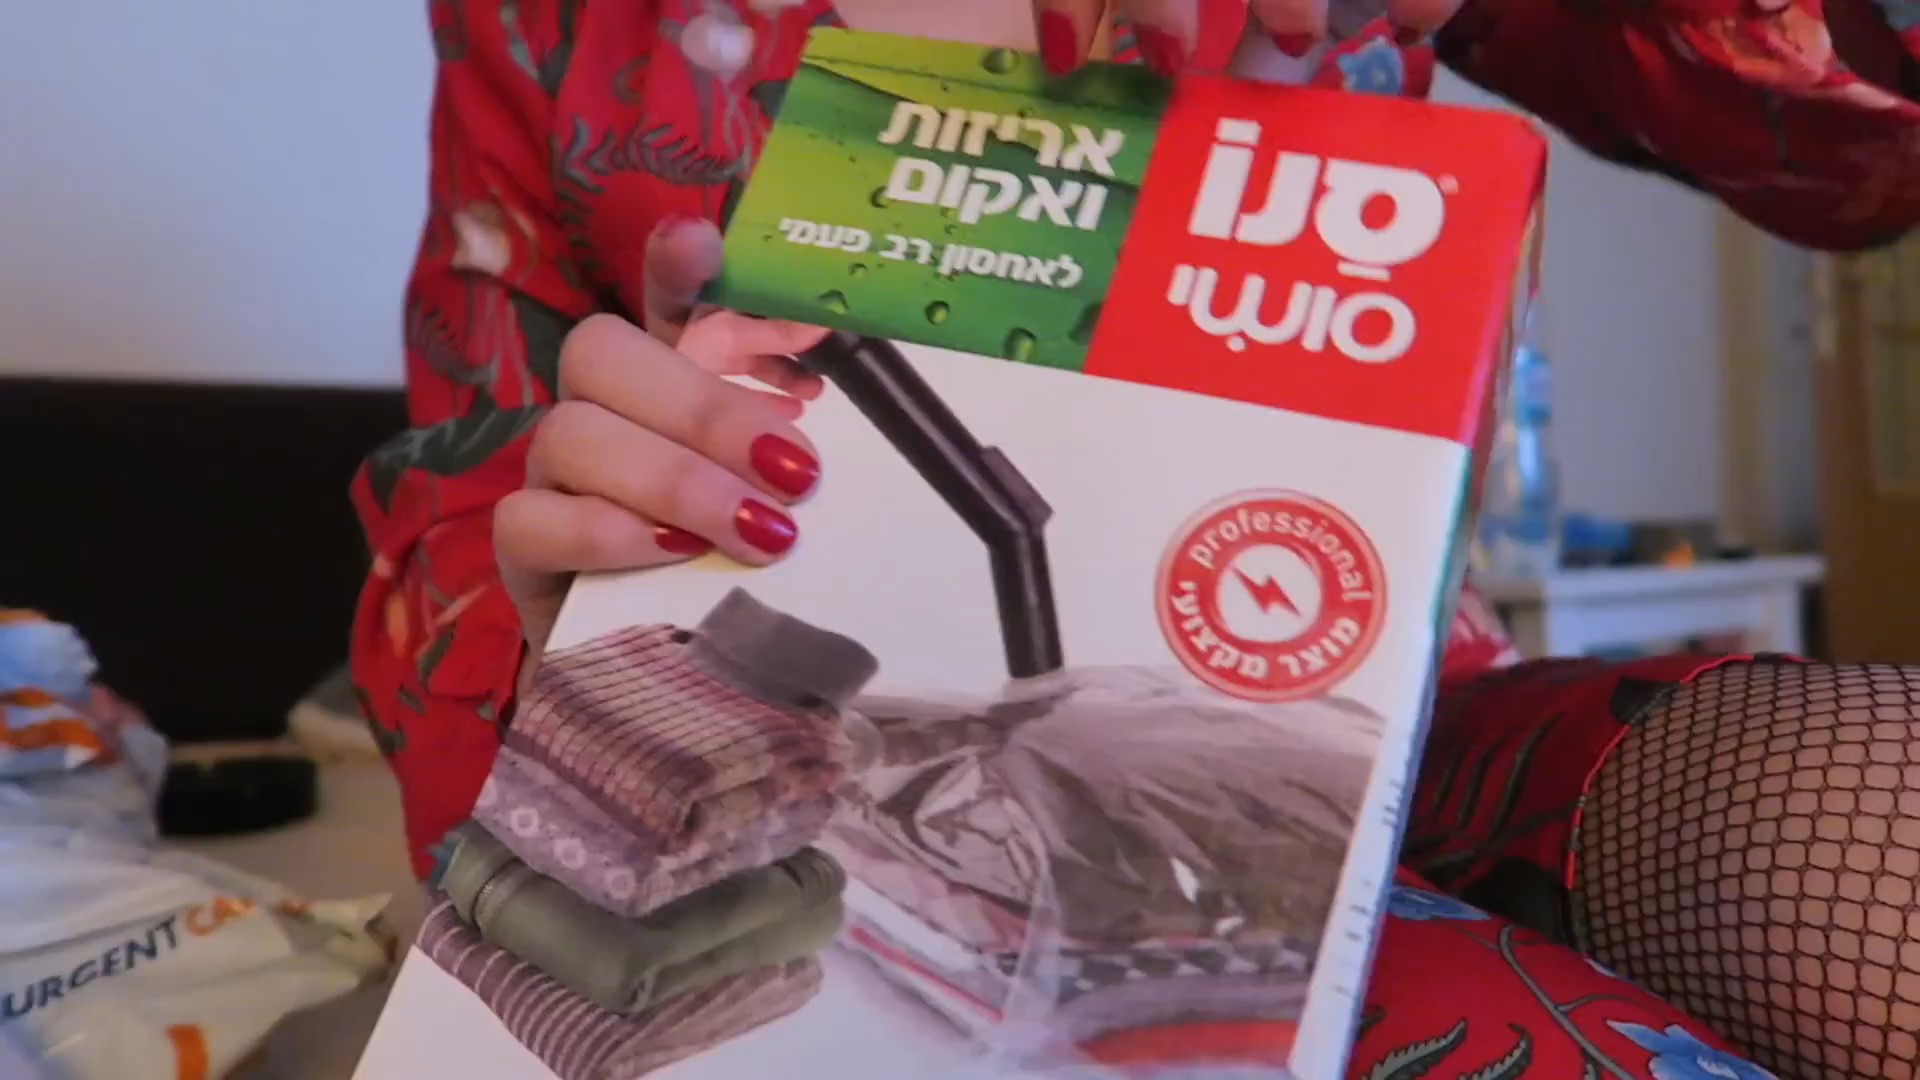 סנו
סושי
אריזות
ואקום
לאחסון רב פעמי
professional
מוצר מקצועי
URGENT